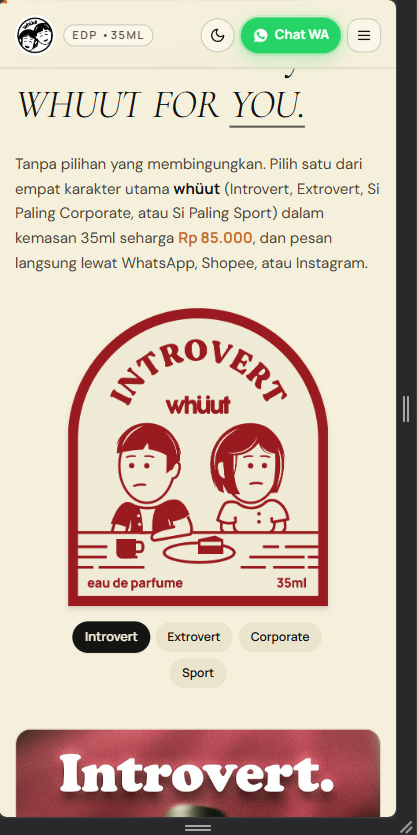 EDP •35ML
Chat WA
WHUUT FOR YOU.
Tanpa pilihan yang membingungkan. Pilih satu dari
empat karakter utama whüut (Introvert, Extrovert, Si
Paling Corporate, atau Si Paling Sport) dalam
kemasan 35ml seharga Rp 85.000, dan pesan
langsung lewat WhatsApp, Shopee, atau Instagram.
INTROVERT
whüut
eau de parfume
35ml
Introvert
Extrovert
Corporate
Sport
Introvert.